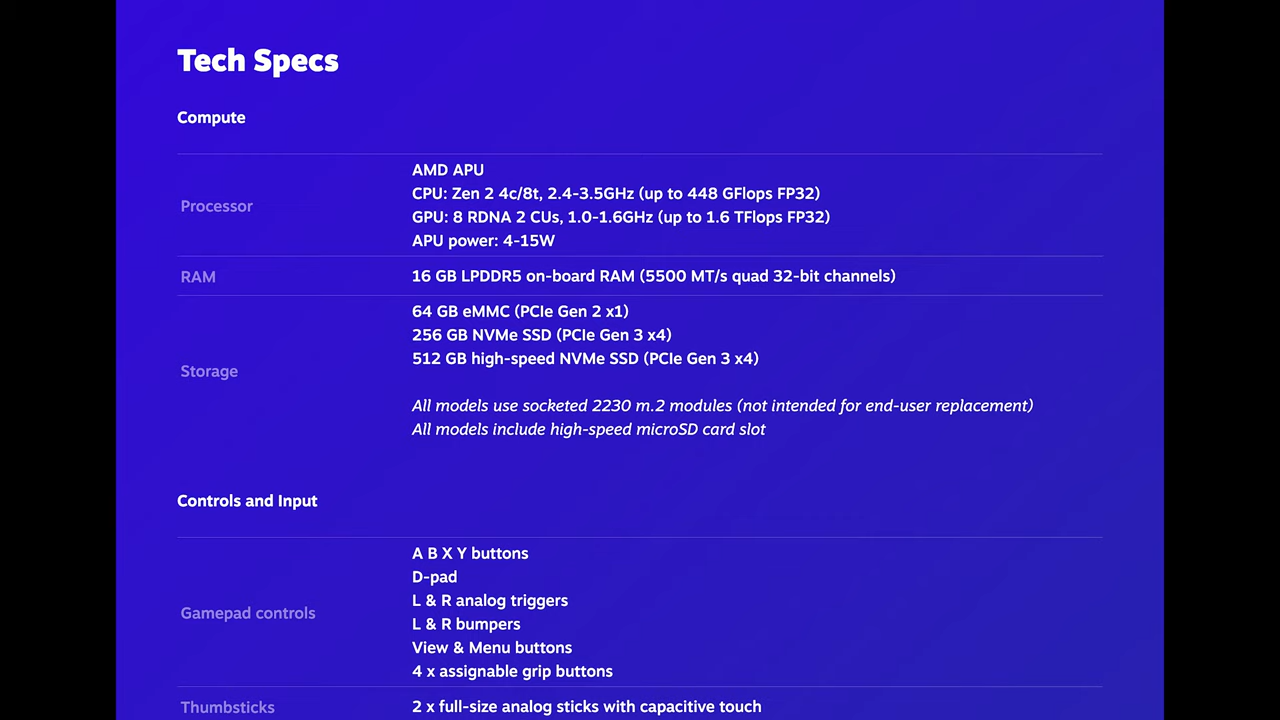 Tech Specs
Compute
Processor
AMD APU
CPU: Zen 2 4c/8t, 2.4-3.5GHz (up to 448 GFlops FP32)
GPU: 8 RDNA 2 CUs, 1.0-1.6GHz (up to 1.6 TFlops FP32)
APU power: 4-15W
RAM
16 GB LPDDR5 on-board RAM (5500 MT/s quad 32-bit channels)
Storage
64 GB eMMC (PCIe Gen 2 x1)
256 GB NVMe SSD (PCIe Gen 3 x4)
512 GB high-speed NVMe SSD (PCIe Gen 3 x4)
All models use socketed 2230 m.2 modules (not intended for end-user replacement)
All models include high-speed microSD card slot
Controls and Input
Gamepad controls
A B X Y buttons
D-pad
L & R analog triggers
L & R bumpers
View & Menu buttons
4 x assignable grip buttons
Thumbsticks
2 x full-size analog sticks with capacitive touch